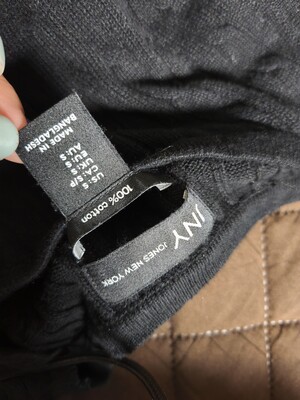 JNY
JONES NEW YORK
100% cotton
US:S
CA:S/P
UK:S
EU:S
AU:S
MADE IN
BANGLADESH